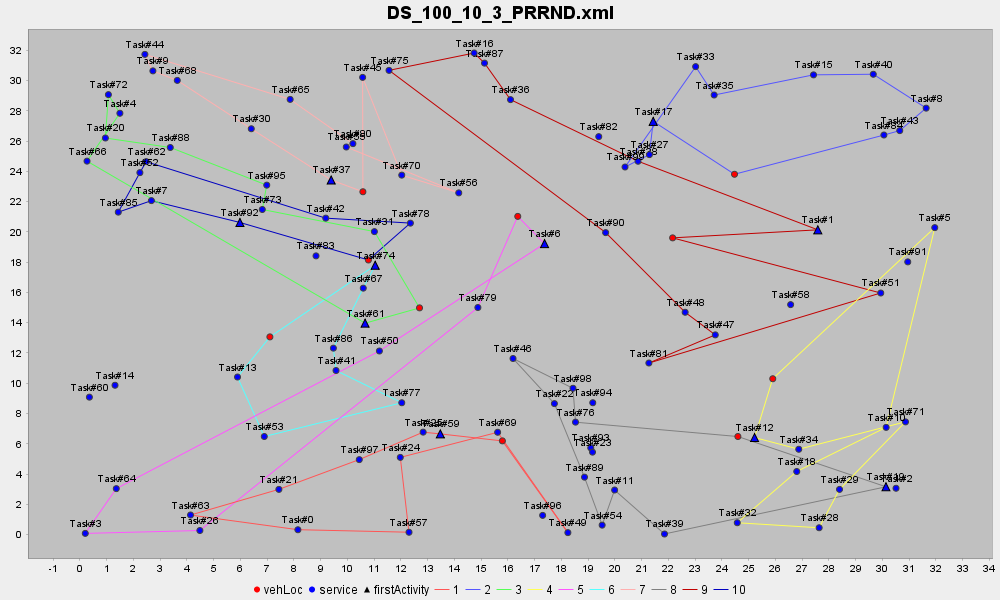 DS_100_10_3_PRRND.xml
32
30
28
26
24
22
20
18
16
14
12
10
8
6
4
2
0
Task#44
Task#9
Task#68
Task#72
Task#4
Task#20
Task#66
Task#88
Task#62
Task#52
Task#7
Task#85
Task#92
Task#95
Task#73
Task#42
Task#31
Task#78
Task#83
Task#74
Task#67
Task#61
Task#86
Task#41
Task#50
Task#65
Task#30
Task#37
Task#45
Task#75
Task#80
Task#70
Task#56
Task#16
Task#87
Task#36
Task#82
Task#33
Task#35
Task#15
Task#40
Task#8
Task#43
Task#17
Task#27
Task#6
Task#90
Task#1
Task#5
Task#91
Task#51
Task#58
Task#48
Task#47
Task#81
Task#79
Task#14
Task#60
Task#13
Task#53
Task#77
Task#46
Task#98
Task#22
Task#94
Task#76
Task#93
Task#23
Task#89
Task#11
Task#54
Task#39
Task#59
Task#69
Task#24
Task#97
Task#21
Task#64
Task#63
Task#3
Task#26
Task#0
Task#57
Task#96
Task#49
Task#12
Task#34
Task#18
Task#10
Task#71
Task#29
Task#2
Task#32
Task#28
-1 0 1 2 3 4 5 6 7 8 9 10 11 12 13 14 15 16 17 18 19 20 21 22 23 24 25 26 27 28 29 30 31 32 33 34
vehLoc service firstActivity 1 2 3 4 5 6 7 8 9 10